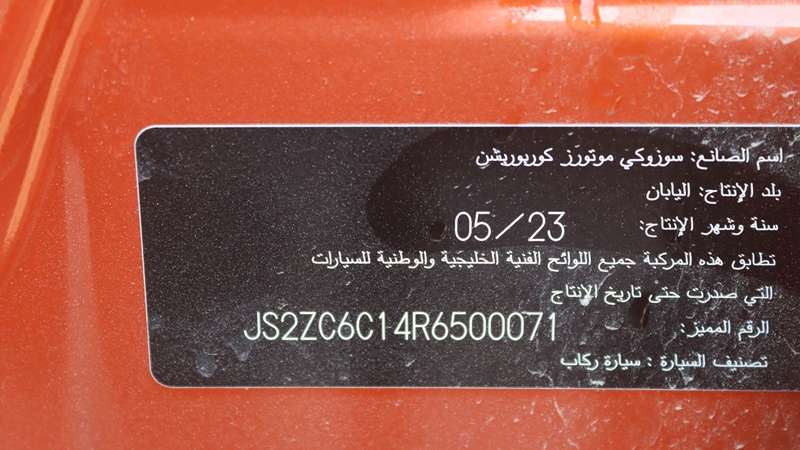 اسم الصانع: سوزوكي موتورز كوربوريشن
بلد الإنتاج: اليابان
سنة وشهر الإنتاج: 05/23
تطابق هذه المركبة جميع اللوائح الفنية الخليجية والوطنية للسيارات
التي صدرت حتى تاريخ الإنتاج
الرقم المميز: JS2ZC6C14R6500071
تصنيف السيارة : سيارة ركاب